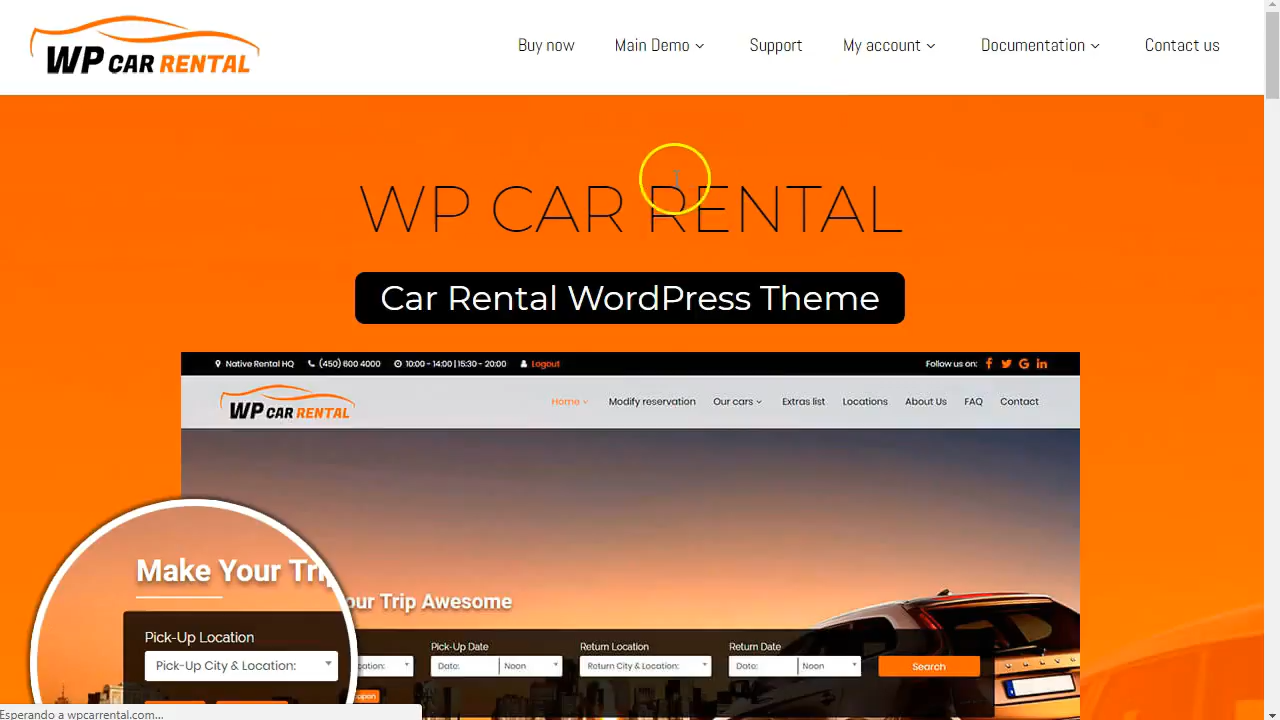 WP CAR RENTAL
Buy now
Main Demo
Support
My account
Documentation
Contact us
WP CAR RENTAL
Car Rental WordPress Theme
Native Rental HQ
(450) 600 4000
10:00 - 14:00 | 15:30 - 20:00
Logout
Follow us on:
WP CAR RENTAL
Home
Modify reservation
Our cars
Extras list
Locations
About Us
FAQ
Contact
Make Your Tri
our Trip Awesome
Pick-Up Location
Pick-Up City & Location:
ocation:
Pick-Up Date
Date:
Noon
Return Location
Return City & Location:
Return Date
Date:
Noon
Search
Esperando a wpcarrental.com...